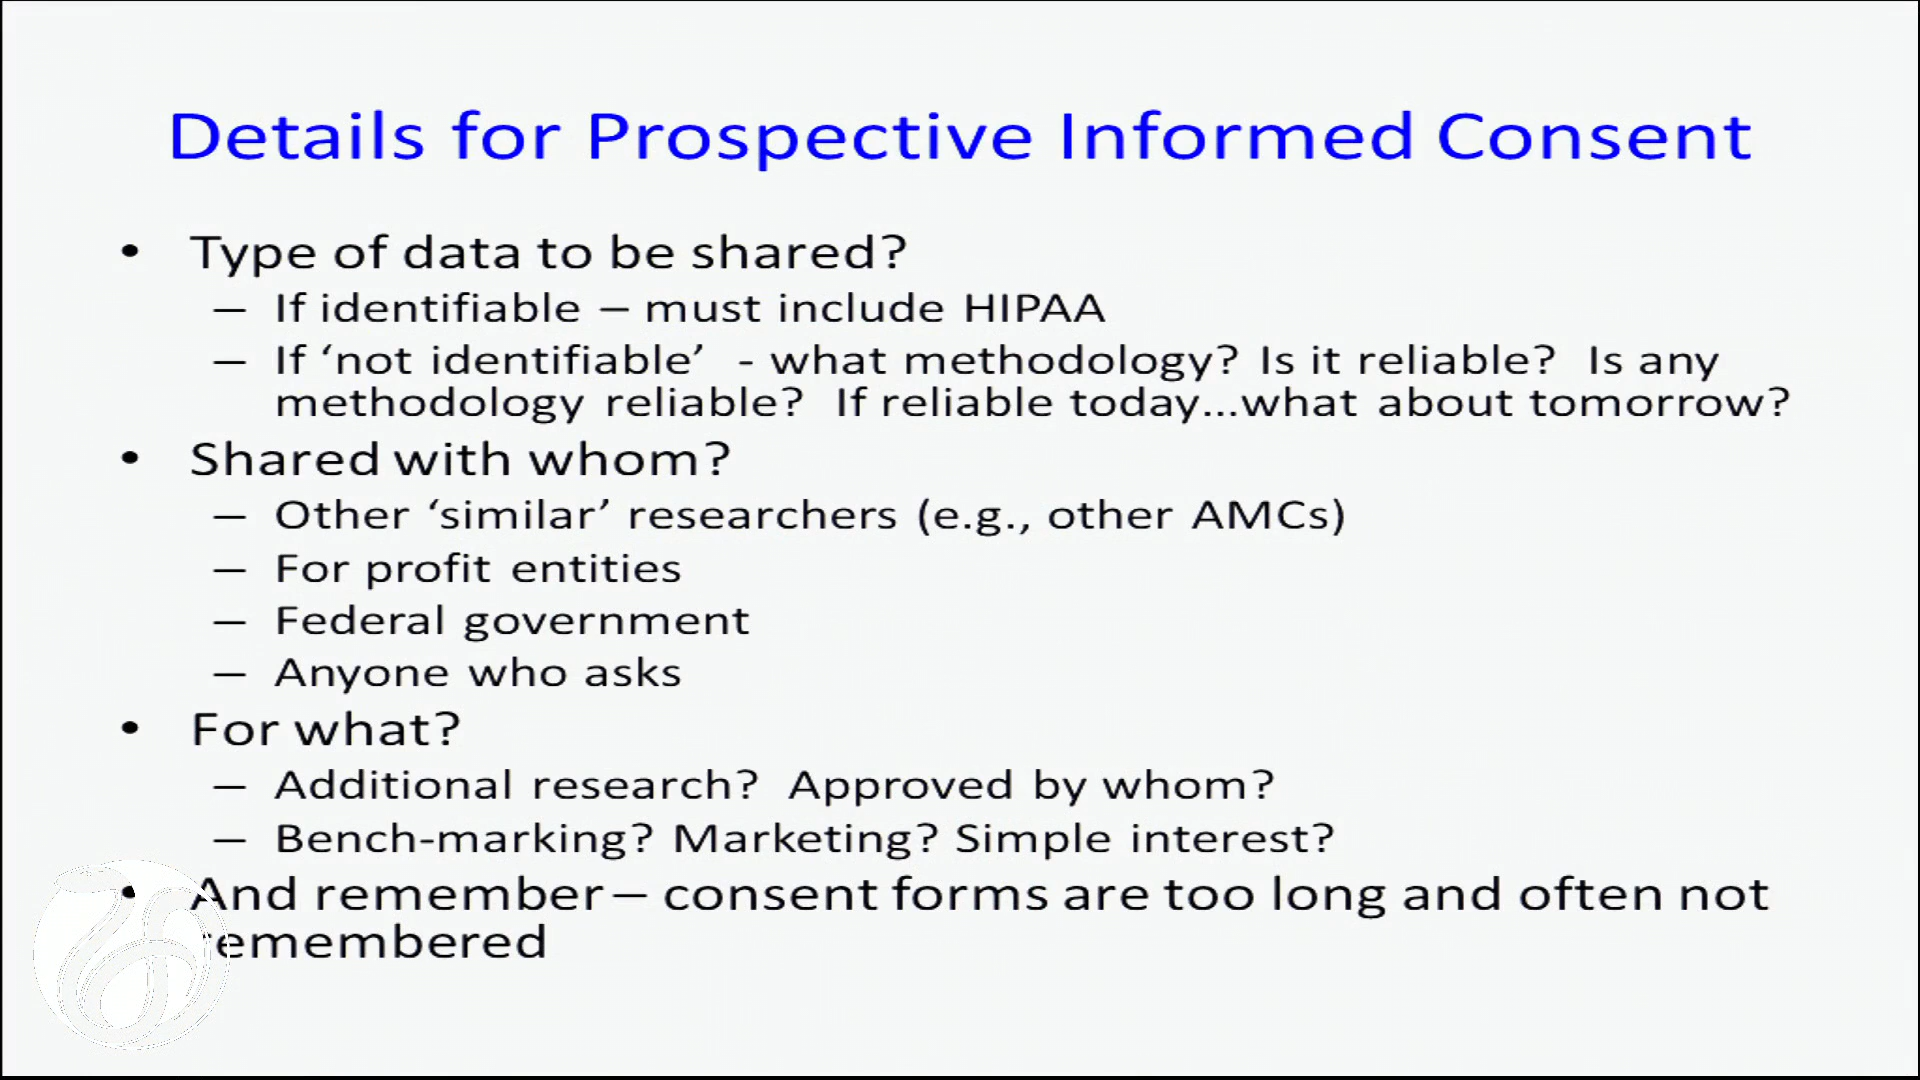 Details for Prospective Informed Consent
• Type of data to be shared?
– If identifiable – must include HIPAA
– If ‘not identifiable’ - what methodology? Is it reliable? Is any
methodology reliable? If reliable today...what about tomorrow?
• Shared with whom?
– Other ‘similar’ researchers (e.g., other AMCs)
– For profit entities
– Federal government
– Anyone who asks
• For what?
– Additional research? Approved by whom?
– Bench-marking? Marketing? Simple interest?
• And remember – consent forms are too long and often not
remembered